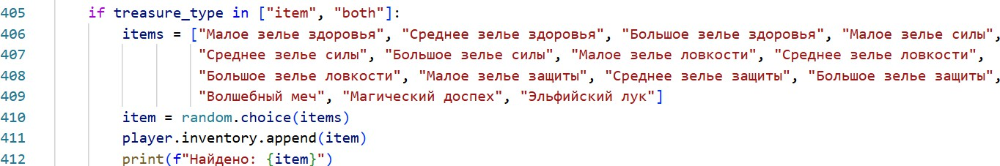 405 if treasure_type in ["item", "both"]:
406 items = ["Малое зелье здоровья", "Среднее зелье здоровья", "Большое зелье здоровья", "Малое зелье силы",
407 "Среднее зелье силы", "Большое зелье силы", "Малое зелье ловкости", "Среднее зелье ловкости",
408 "Большое зелье ловкости", "Малое зелье защиты", "Среднее зелье защиты", "Большое зелье защиты",
409 "Волшебный меч", "Магический доспех", "Эльфийский лук"]
410 item = random.choice(items)
411 player.inventory.append(item)
412 print(f"Найдено: {item}")